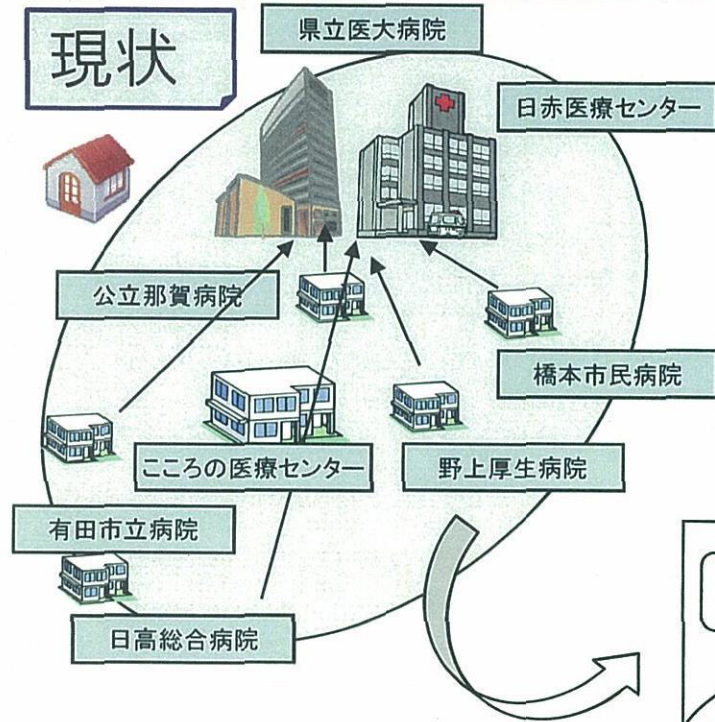 現状
県立医大病院
日赤医療センター
公立那賀病院
橋本市民病院
こころの医療センター
野上厚生病院
有田市立病院
日高総合病院